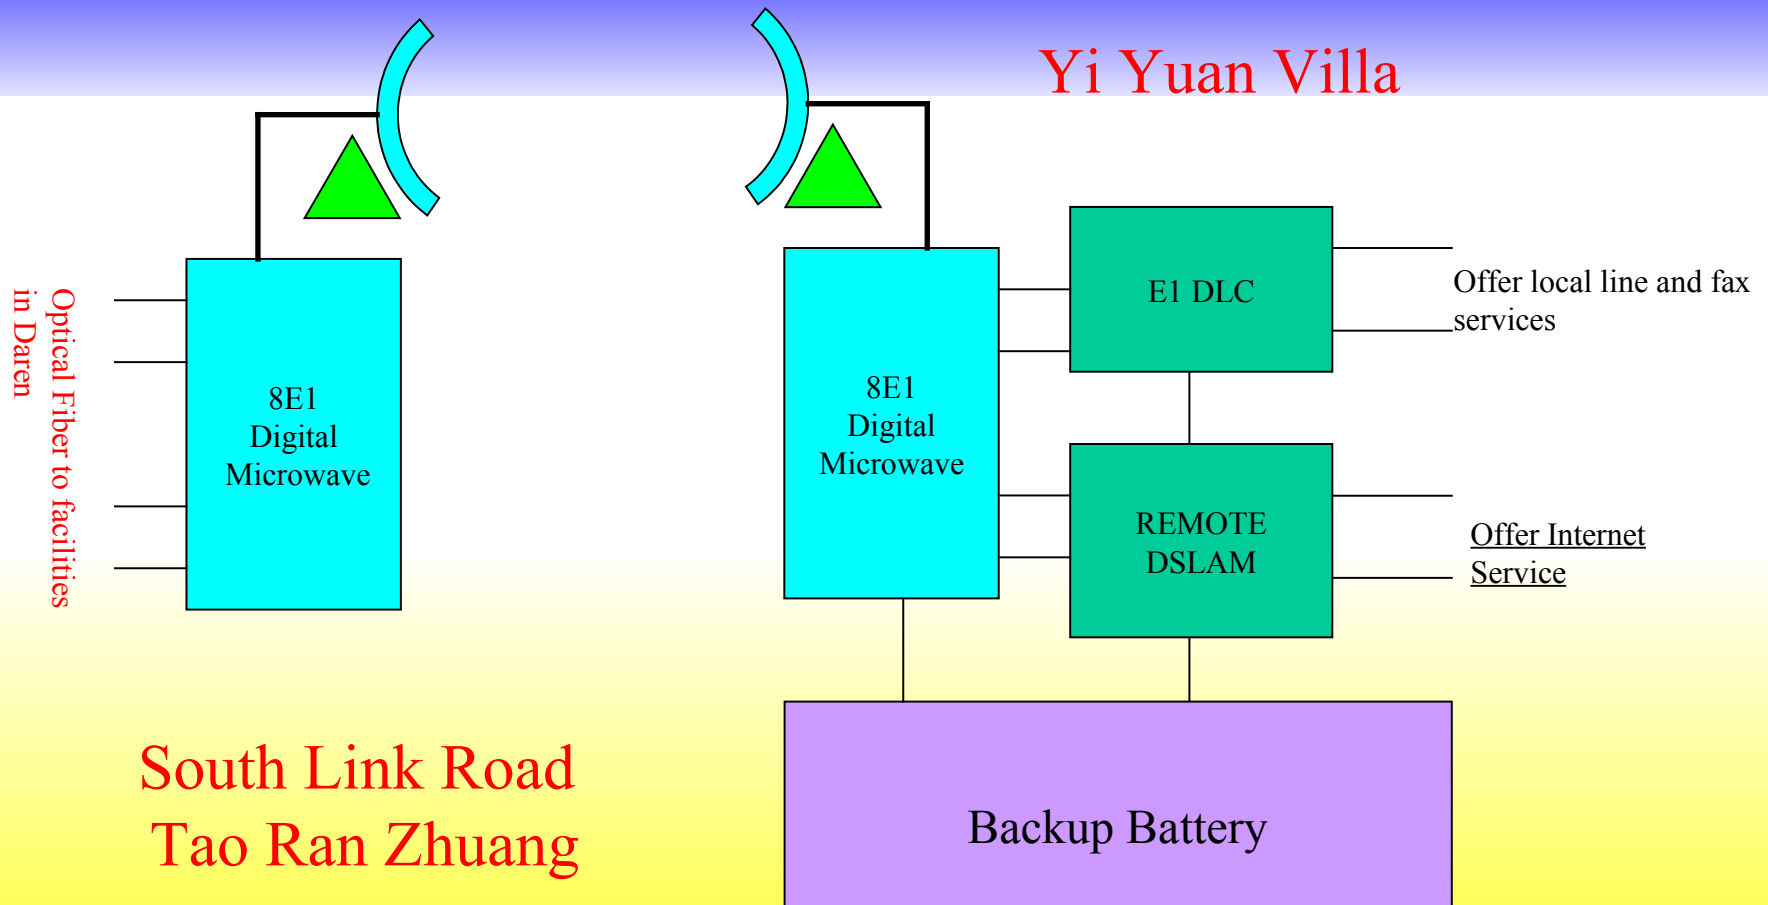 Yi Yuan Villa
Optical Fiber to facilities
in Daren
8E1
Digital
Microwave
8E1
Digital
Microwave
E1 DLC
Offer local line and fax
services
REMOTE
DSLAM
Offer Internet
Service
South Link Road
Tao Ran Zhuang
Backup Battery